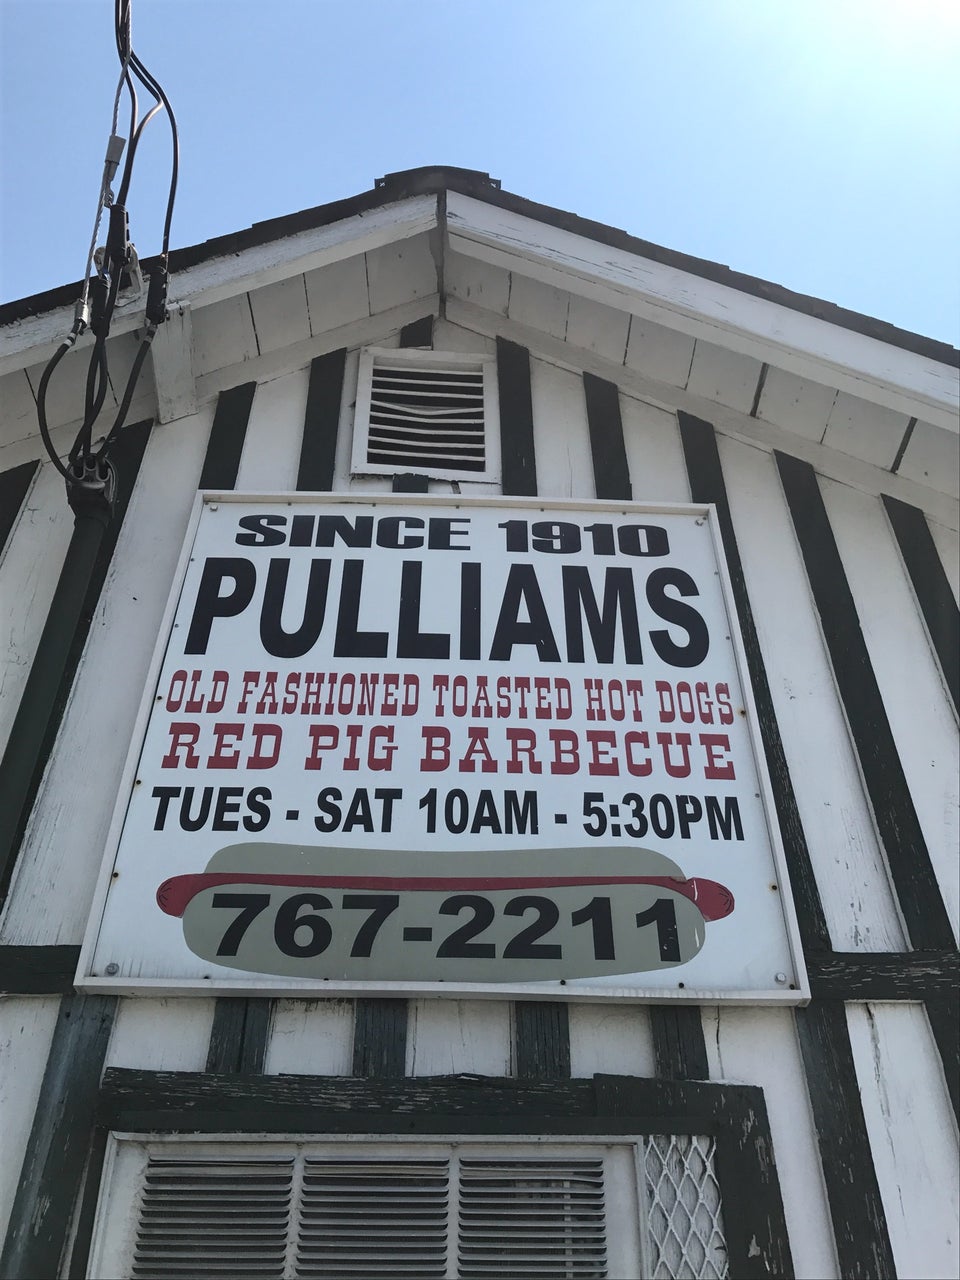 SINCE 1910
PULLIAMS
OLD FASHIONED TOASTED HOT DOGS
RED PIG BARBECUE
TUES - SAT 10AM - 5:30PM
767-2211